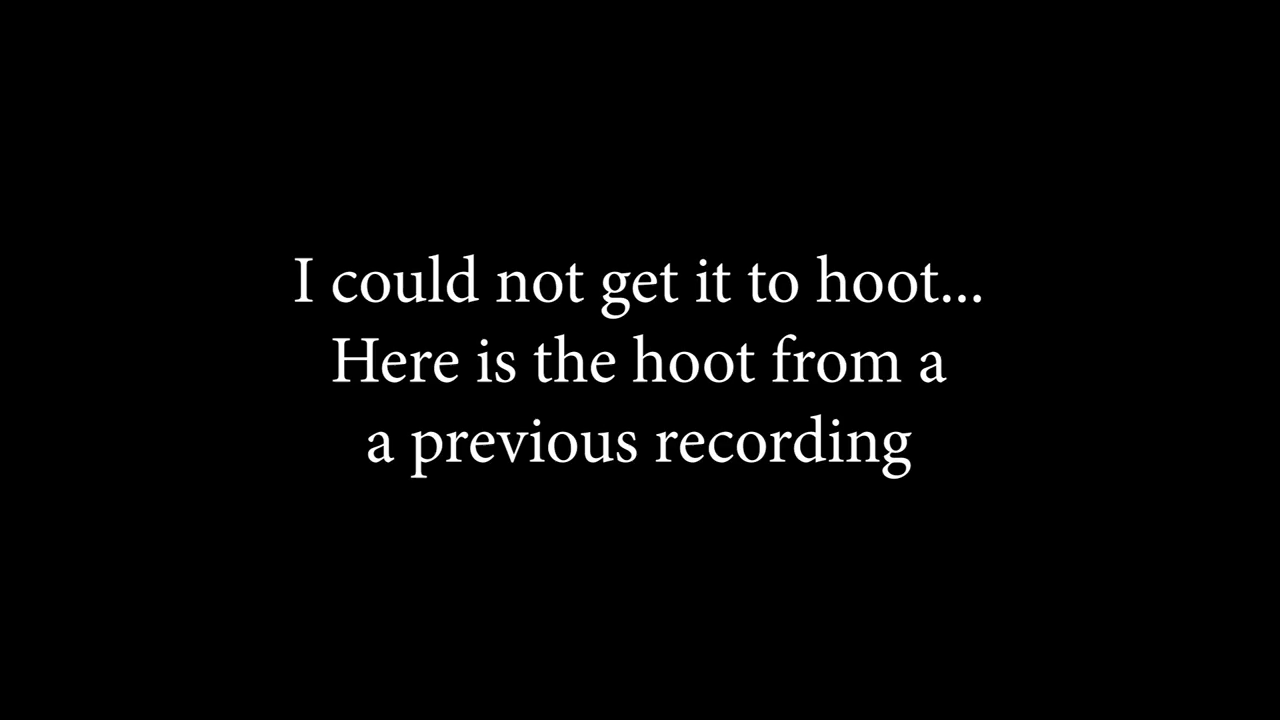 I could not get it to hoot...
Here is the hoot from a
a previous recording